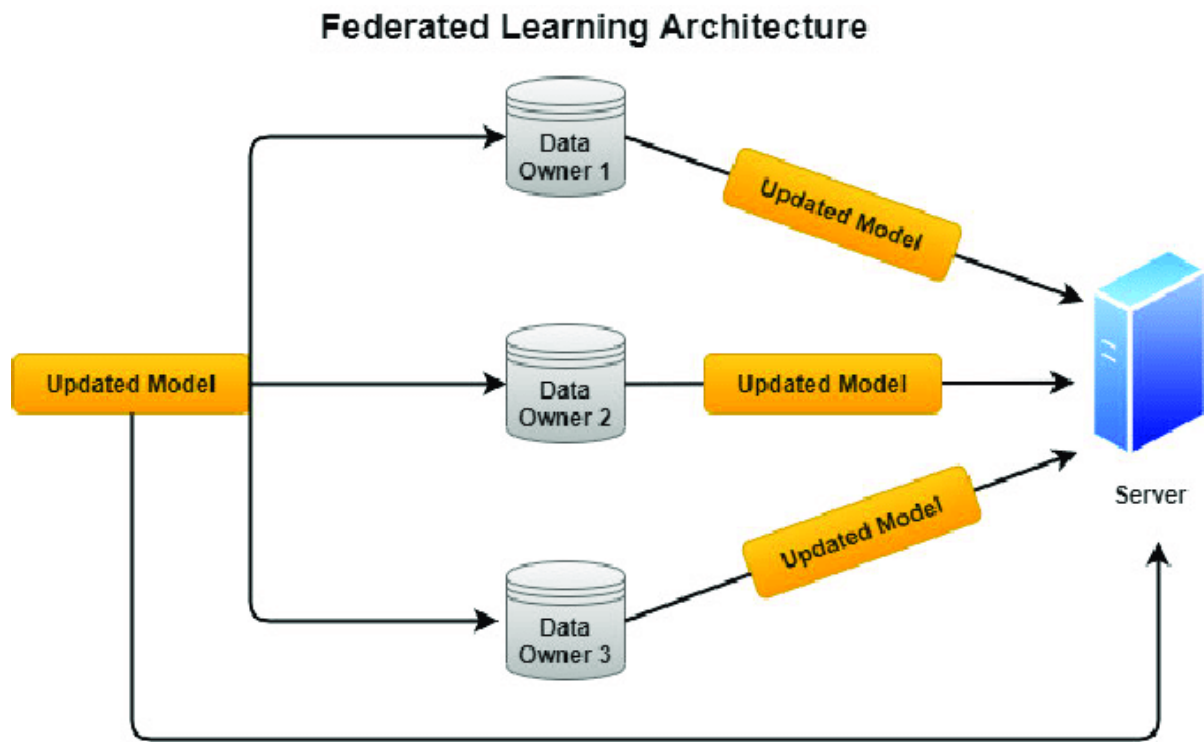 Federated Learning Architecture
Data
Owner 1
Updated Model
Updated Model
Data
Owner 2
Updated Model
Server
Data
Owner 3
Updated Model